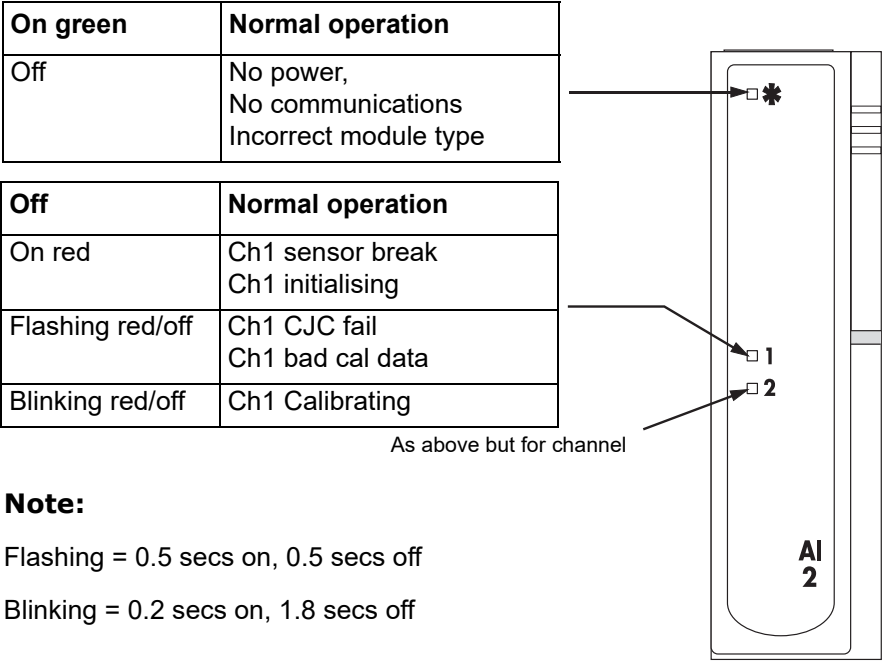 On green Normal operation
Off No power,
No communications
Incorrect module type
✱
Off Normal operation
On red Ch1 sensor break
Ch1 initialising
Flashing red/off Ch1 CJC fail
Ch1 bad cal data
Blinking red/off Ch1 Calibrating
1
2
As above but for channel
Note:
Flashing = 0.5 secs on, 0.5 secs off
Blinking = 0.2 secs on, 1.8 secs off
AI
2